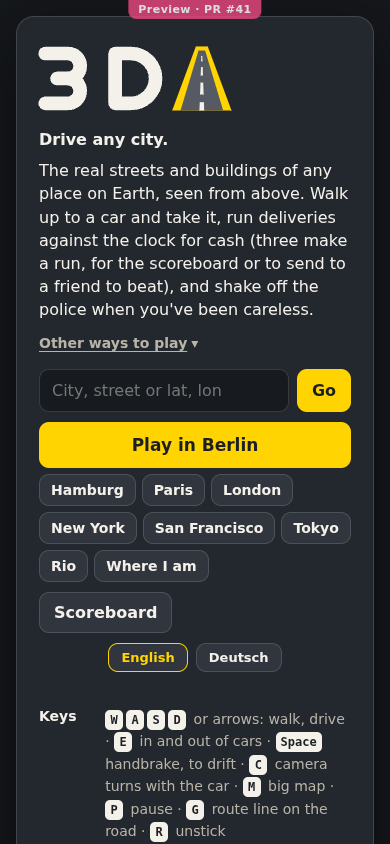 Preview · PR #41
3D
Drive any city.
The real streets and buildings of any
place on Earth, seen from above. Walk
up to a car and take it, run deliveries
against the clock for cash (three make
a run, for the scoreboard or to send to
a friend to beat), and shake off the
police when you've been careless.
Other ways to play ▾
City, street or lat, lon
Go
Play in Berlin
Hamburg Paris London
New York San Francisco Tokyo
Rio Where I am
Scoreboard
English Deutsch
Keys W A S D or arrows: walk, drive
· E in and out of cars · Space
handbrake, to drift · C camera
turns with the car · M big map ·
P pause · G route line on the
road · R unstick